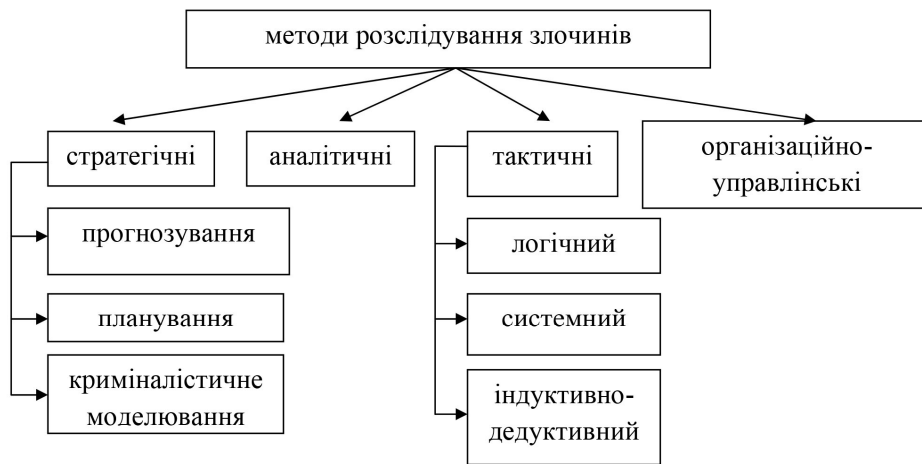 методи розслідування злочинів
стратегічні
аналітичні
тактичні
організаційно-
управлінські
прогнозування
планування
криміналістичне
моделювання
логічний
системний
індуктивно-
дедуктивний